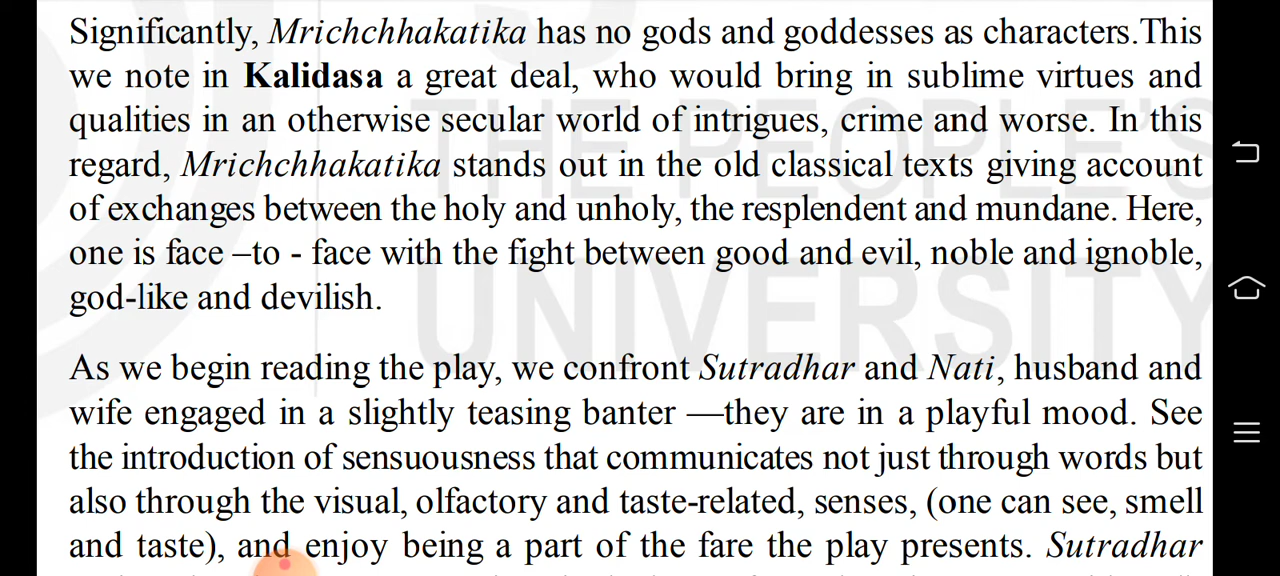 Significantly, Mrichchhakatika has no gods and goddesses as characters.This
we note in Kalidasa a great deal, who would bring in sublime virtues and
qualities in an otherwise secular world of intrigues, crime and worse. In this
regard, Mrichchhakatika stands out in the old classical texts giving account
of exchanges between the holy and unholy, the resplendent and mundane. Here,
one is face –to - face with the fight between good and evil, noble and ignoble,
god-like and devilish.
As we begin reading the play, we confront Sutradhar and Nati, husband and
wife engaged in a slightly teasing banter —they are in a playful mood. See
the introduction of sensuousness that communicates not just through words but
also through the visual, olfactory and taste-related, senses, (one can see, smell
and taste), and enjoy being a part of the fare the play presents. Sutradhar
THE PEOPLE'S
UNIVERSITY